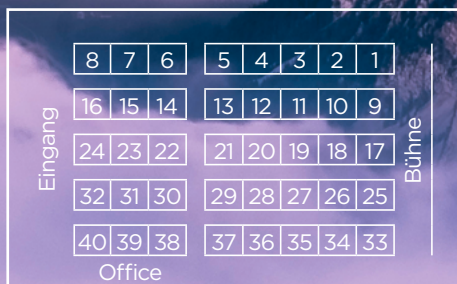 8 7 6 5 4 3 2 1
16 15 14 13 12 11 10 9
24 23 22 21 20 19 18 17
32 31 30 29 28 27 26 25
40 39 38 37 36 35 34 33
Eingang
Bühne
Office